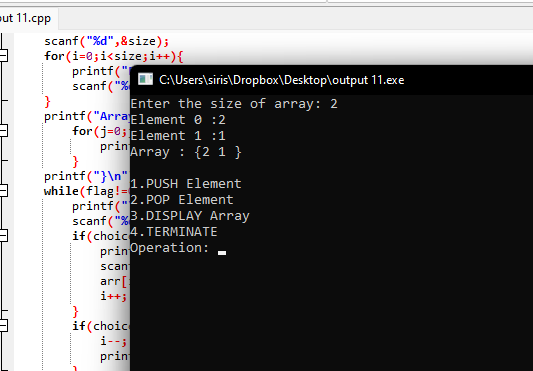 out 11.cpp
scanf("%d",&size);
for(i=0;i<size;i++){
printf("
scanf("%
}
printf("Arra
for(j=0;
prin
}
printf("}\n"
while(flag!=
printf("
scanf("%
if(choic
prin
scan
arr[
i++;
}
if(choic
i--;
prin
C:\Users\siris\Dropbox\Desktop\output 11.exe
Enter the size of array: 2
Element 0 :2
Element 1 :1
Array : {2 1 }
1.PUSH Element
2.POP Element
3.DISPLAY Array
4.TERMINATE
Operation: